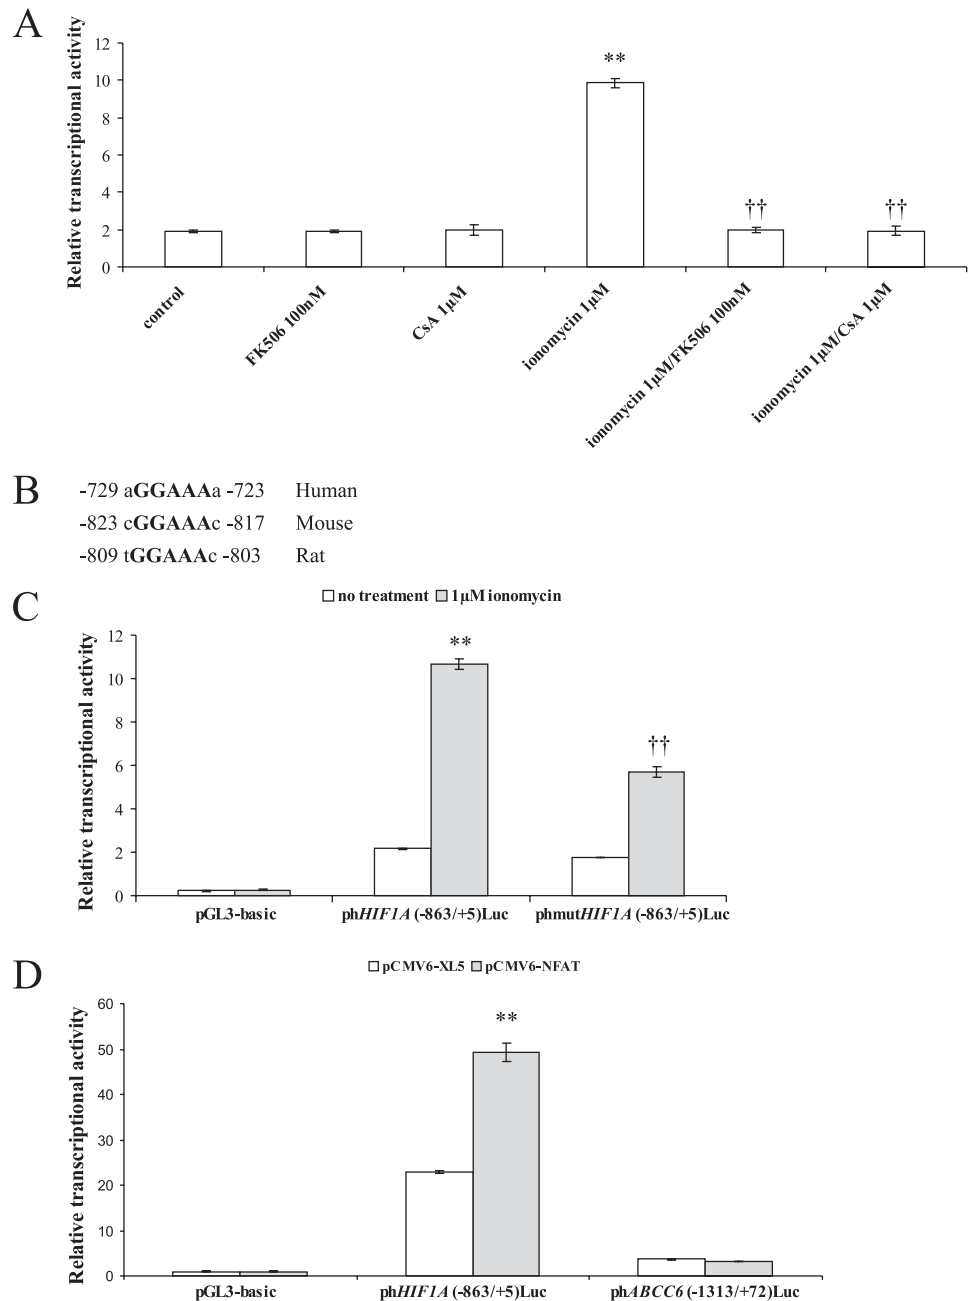 A
Relative transcriptional activity
12
10
8
6
4
2
0
**
††
††
control
FK506 100nM
CsA 1µM
ionomycin 1µM
ionomycin 1µM/FK506 100nM
ionomycin 1µM/CsA 1µM
B
-729 aGGAAAa -723 Human
-823 cGGAAAc -817 Mouse
-809 tGGAAAc -803 Rat
C
no treatment 1µM ionomycin
Relative transcriptional activity
12
10
8
6
4
2
0
**
††
pGL3-basic phHIF1A (-863/+5)Luc phmutHIF1A (-863/+5)Luc
D
pCMV6-XL5 pCMV6-NFAT
Relative transcriptional activity
60
50
40
30
20
10
0
**
pGL3-basic phHIF1A (-863/+5)Luc phABCC6 (-1313/+72)Luc